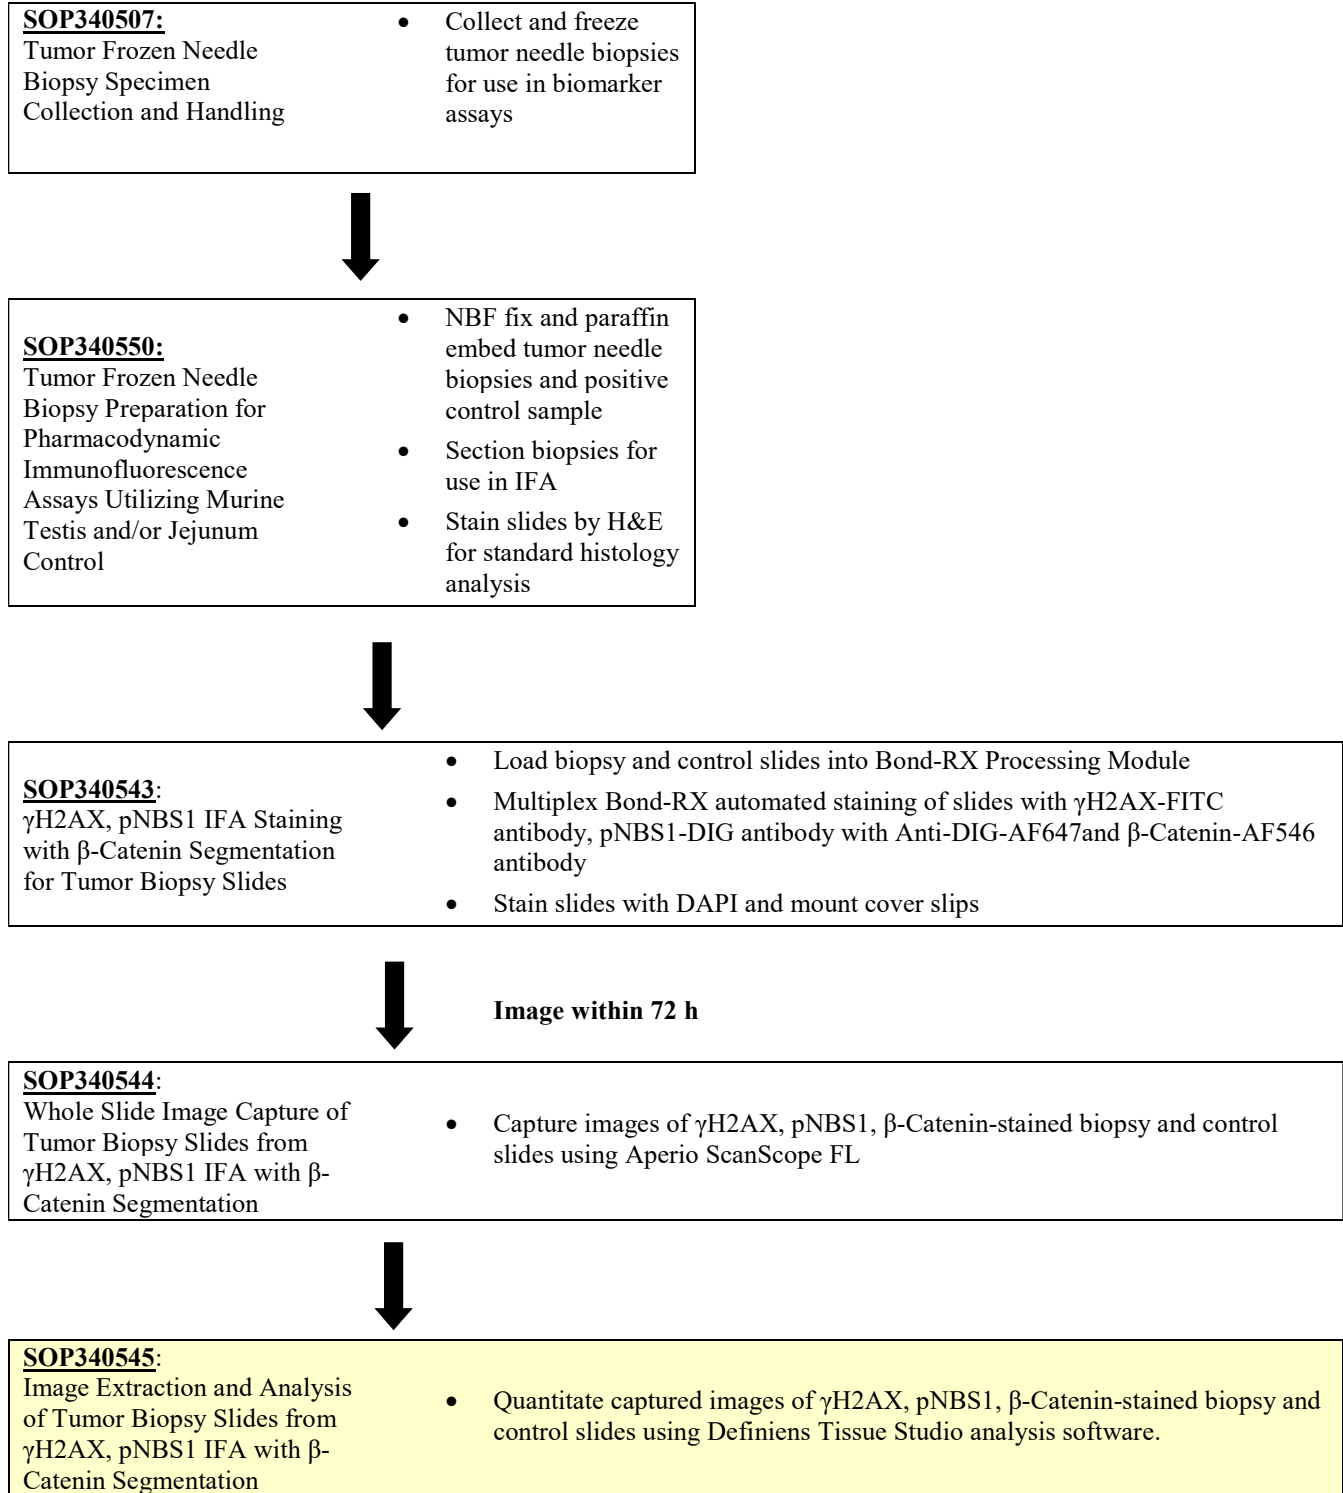 SOP340507:
Tumor Frozen Needle
Biopsy Specimen
Collection and Handling
• Collect and freeze
tumor needle biopsies
for use in biomarker
assays
SOP340550:
Tumor Frozen Needle
Biopsy Preparation for
Pharmacodynamic
Immunofluorescence
Assays Utilizing Murine
Testis and/or Jejunum
Control
• NBF fix and paraffin
embed tumor needle
biopsies and positive
control sample
• Section biopsies for
use in IFA
• Stain slides by H&E
for standard histology
analysis
SOP340543:
γH2AX, pNBS1 IFA Staining
with β-Catenin Segmentation
for Tumor Biopsy Slides
• Load biopsy and control slides into Bond-RX Processing Module
• Multiplex Bond-RX automated staining of slides with γH2AX-FITC
antibody, pNBS1-DIG antibody with Anti-DIG-AF647and β-Catenin-AF546
antibody
• Stain slides with DAPI and mount cover slips
Image within 72 h
SOP340544:
Whole Slide Image Capture of
Tumor Biopsy Slides from
γH2AX, pNBS1 IFA with β-
Catenin Segmentation
• Capture images of γH2AX, pNBS1, β-Catenin-stained biopsy and control
slides using Aperio ScanScope FL
SOP340545:
Image Extraction and Analysis
of Tumor Biopsy Slides from
γH2AX, pNBS1 IFA with β-
Catenin Segmentation
• Quantitate captured images of γH2AX, pNBS1, β-Catenin-stained biopsy and
control slides using Definiens Tissue Studio analysis software.